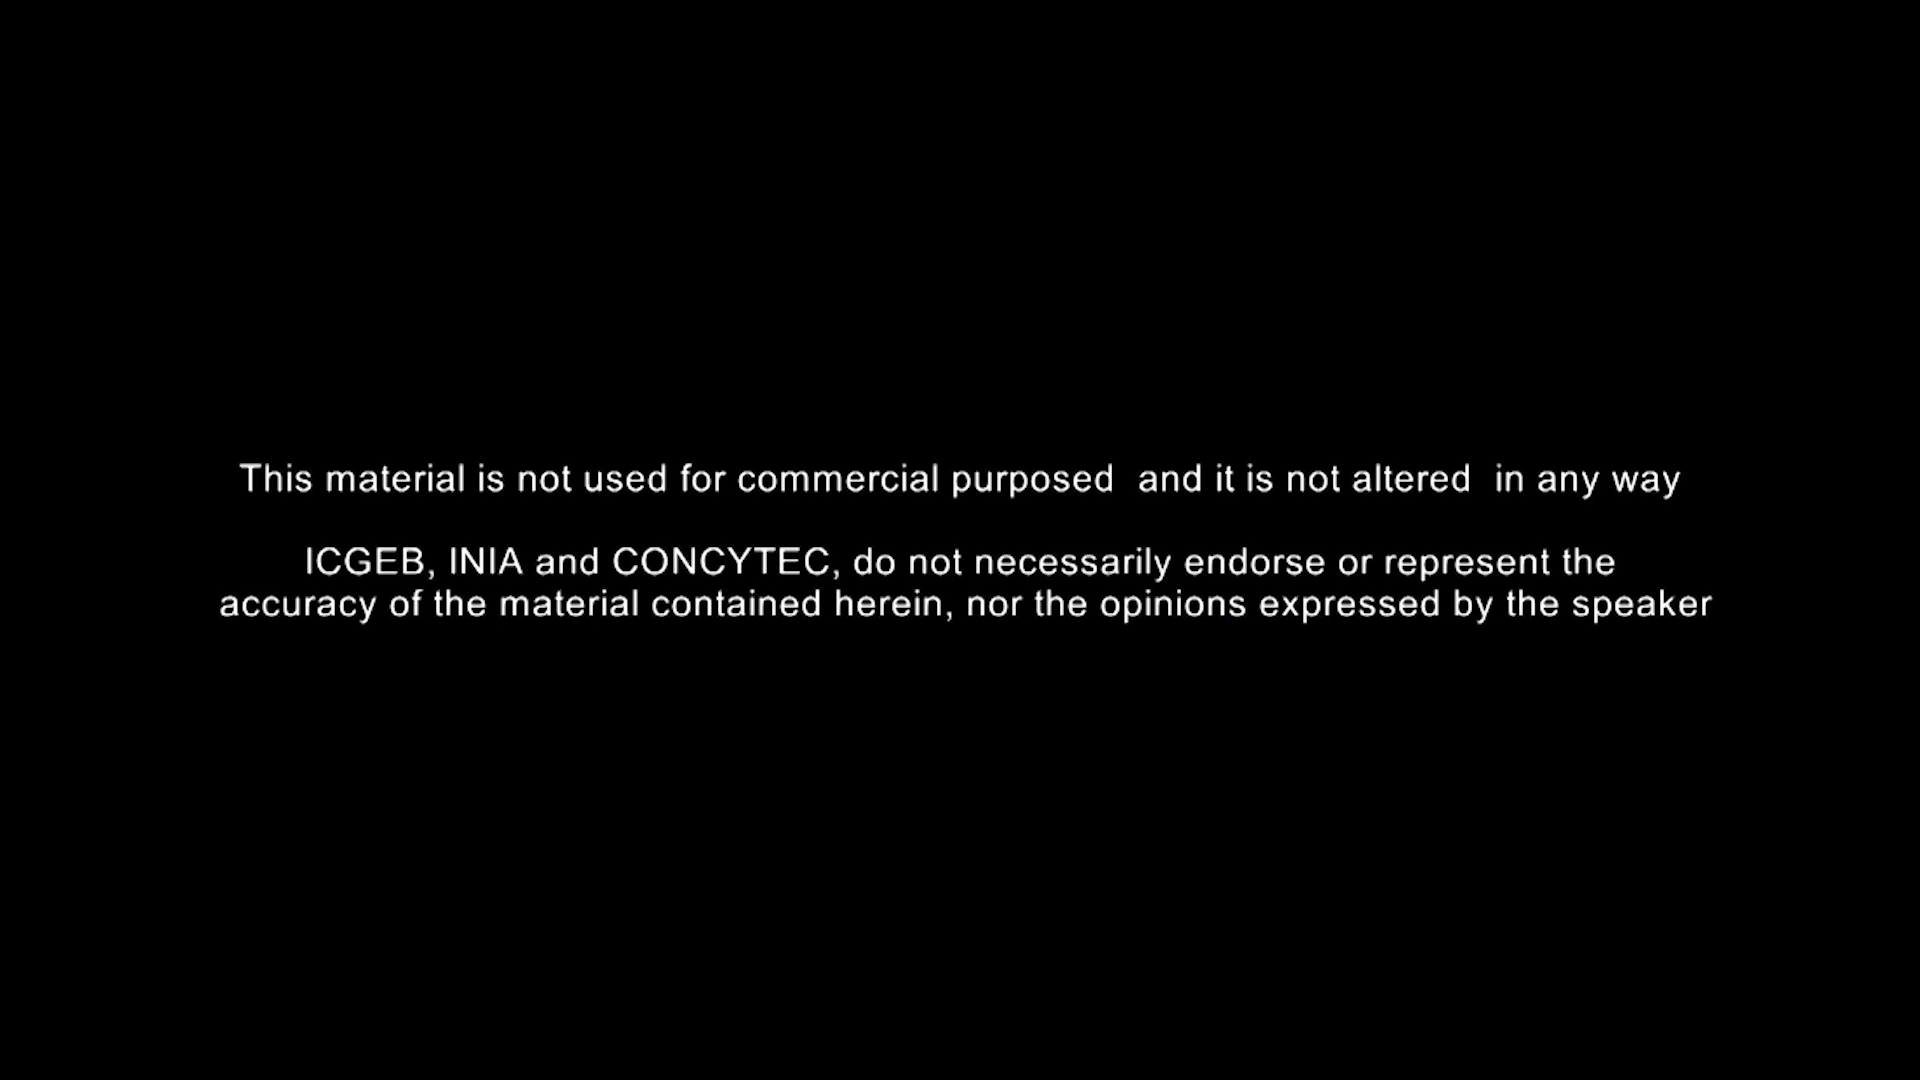 This material is not used for commercial purposed  and it is not altered  in any way
ICGEB, INIA and CONCYTEC, do not necessarily endorse or represent the
accuracy of the material contained herein, nor the opinions expressed by the speaker